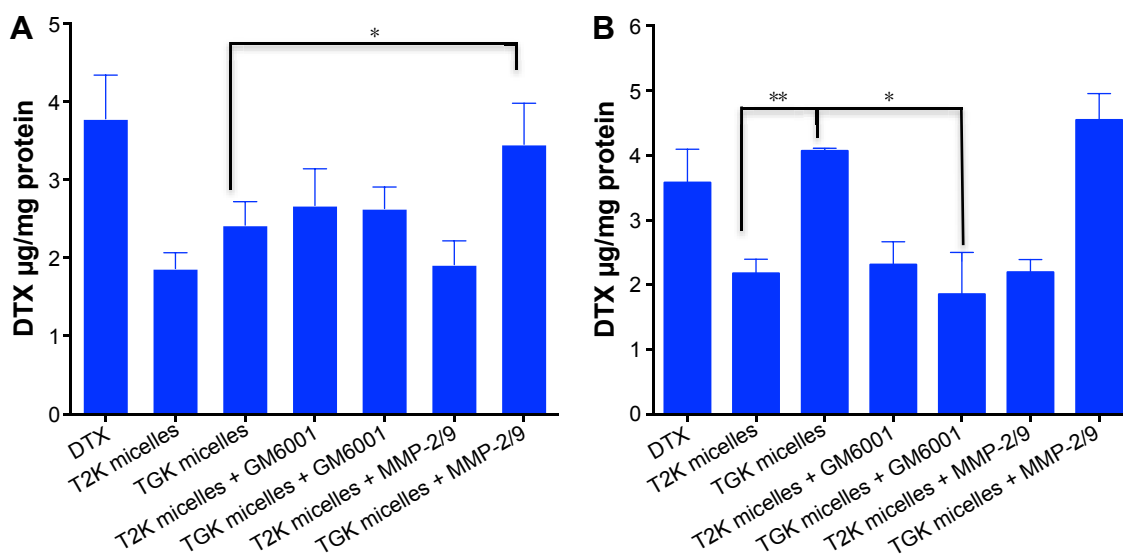 A
DTX µg/mg protein
5
4
3
2
1
0
*
DTX
T2K micelles
TGK micelles
T2K micelles + GM6001
TGK micelles + GM6001
T2K micelles + MMP-2/9
TGK micelles + MMP-2/9
B
DTX µg/mg protein
6
5
4
3
2
1
0
**
*
DTX
T2K micelles
TGK micelles
T2K micelles + GM6001
TGK micelles + GM6001
T2K micelles + MMP-2/9
TGK micelles + MMP-2/9